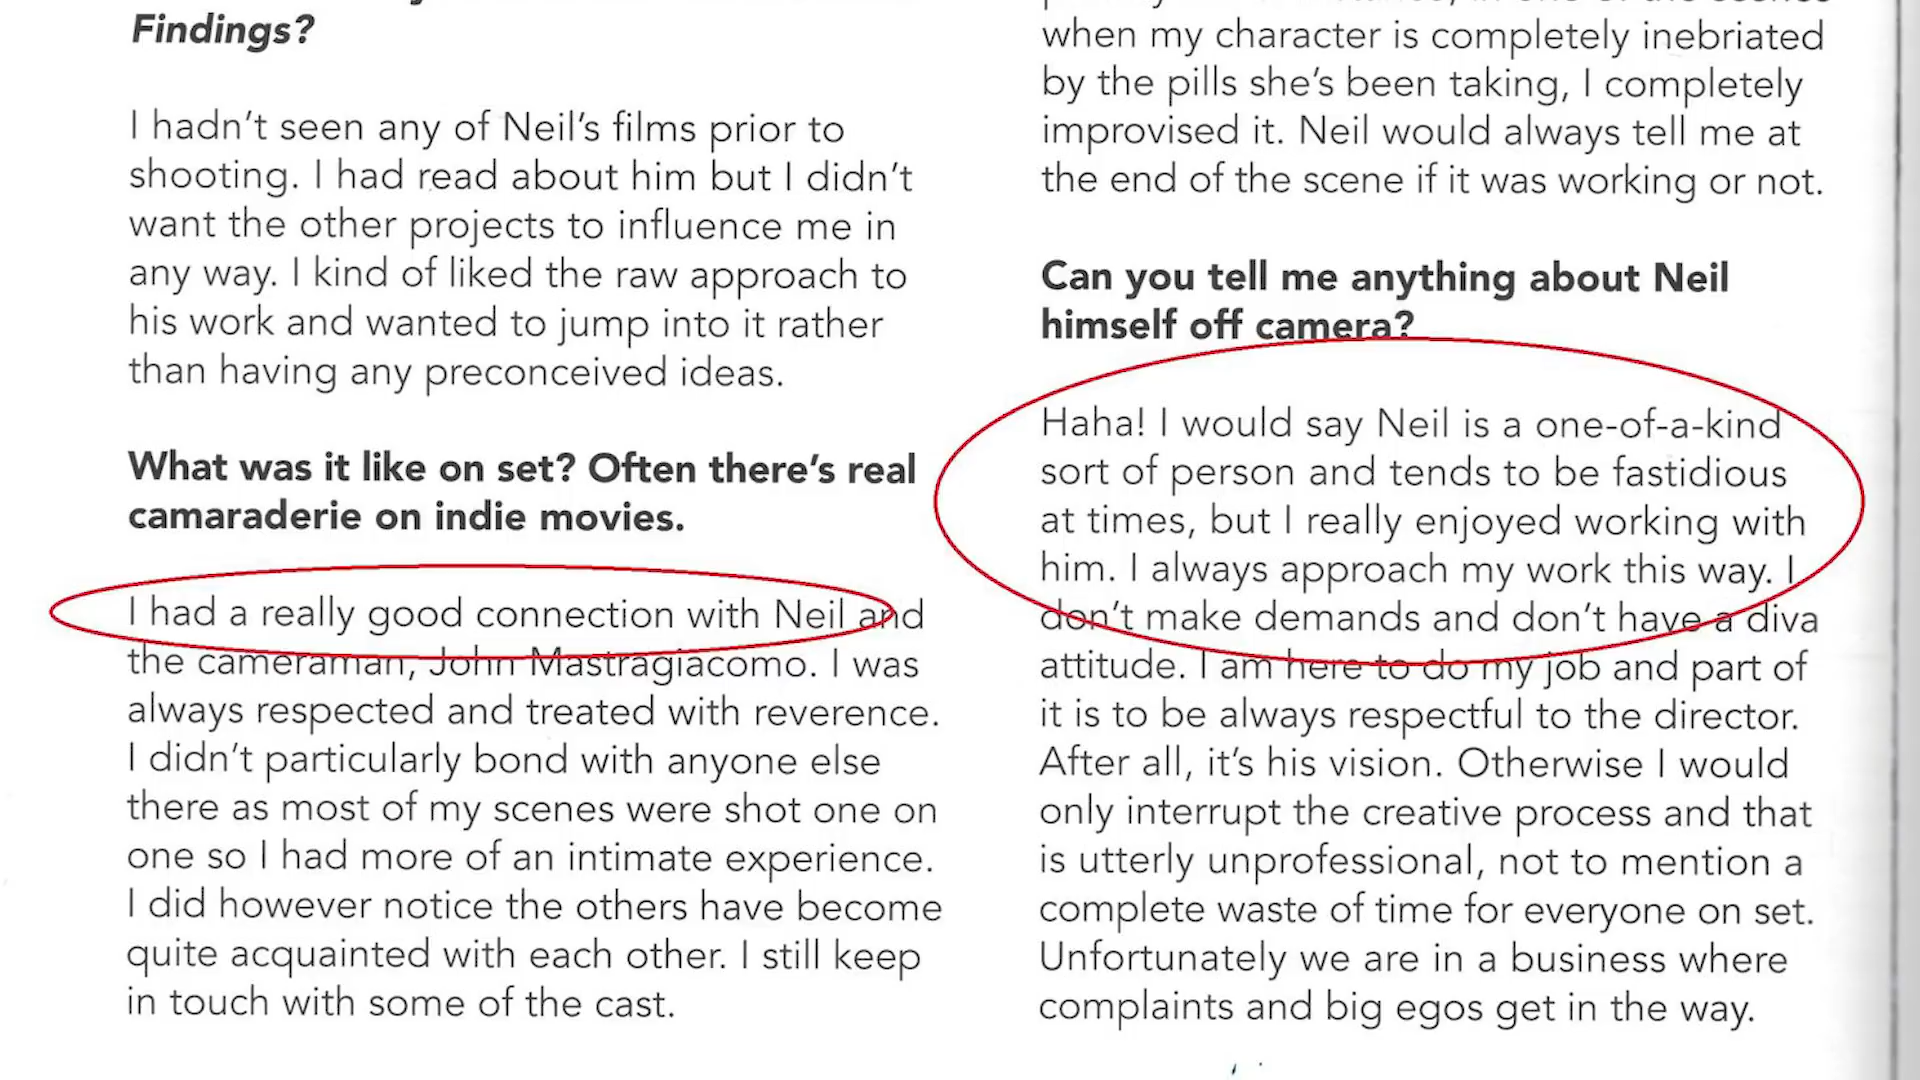 Findings?
I hadn't seen any of Neil's films prior to
shooting. I had read about him but I didn't
want the other projects to influence me in
any way. I kind of liked the raw approach to
his work and wanted to jump into it rather
than having any preconceived ideas.
What was it like on set? Often there's real
camaraderie on indie movies.
I had a really good connection with Neil and
the cameraman, John Mastragiacomo. I was
always respected and treated with reverence.
I didn't particularly bond with anyone else
there as most of my scenes were shot one on
one so I had more of an intimate experience.
I did however notice the others have become
quite acquainted with each other. I still keep
in touch with some of the cast.
when my character is completely inebriated
by the pills she's been taking, I completely
improvised it. Neil would always tell me at
the end of the scene if it was working or not.
Can you tell me anything about Neil
himself off camera?
Haha! I would say Neil is a one-of-a-kind
sort of person and tends to be fastidious
at times, but I really enjoyed working with
him. I always approach my work this way. I
don't make demands and don't have a diva
attitude. I am here to do my job and part of
it is to be always respectful to the director.
After all, it's his vision. Otherwise I would
only interrupt the creative process and that
is utterly unprofessional, not to mention a
complete waste of time for everyone on set.
Unfortunately we are in a business where
complaints and big egos get in the way.